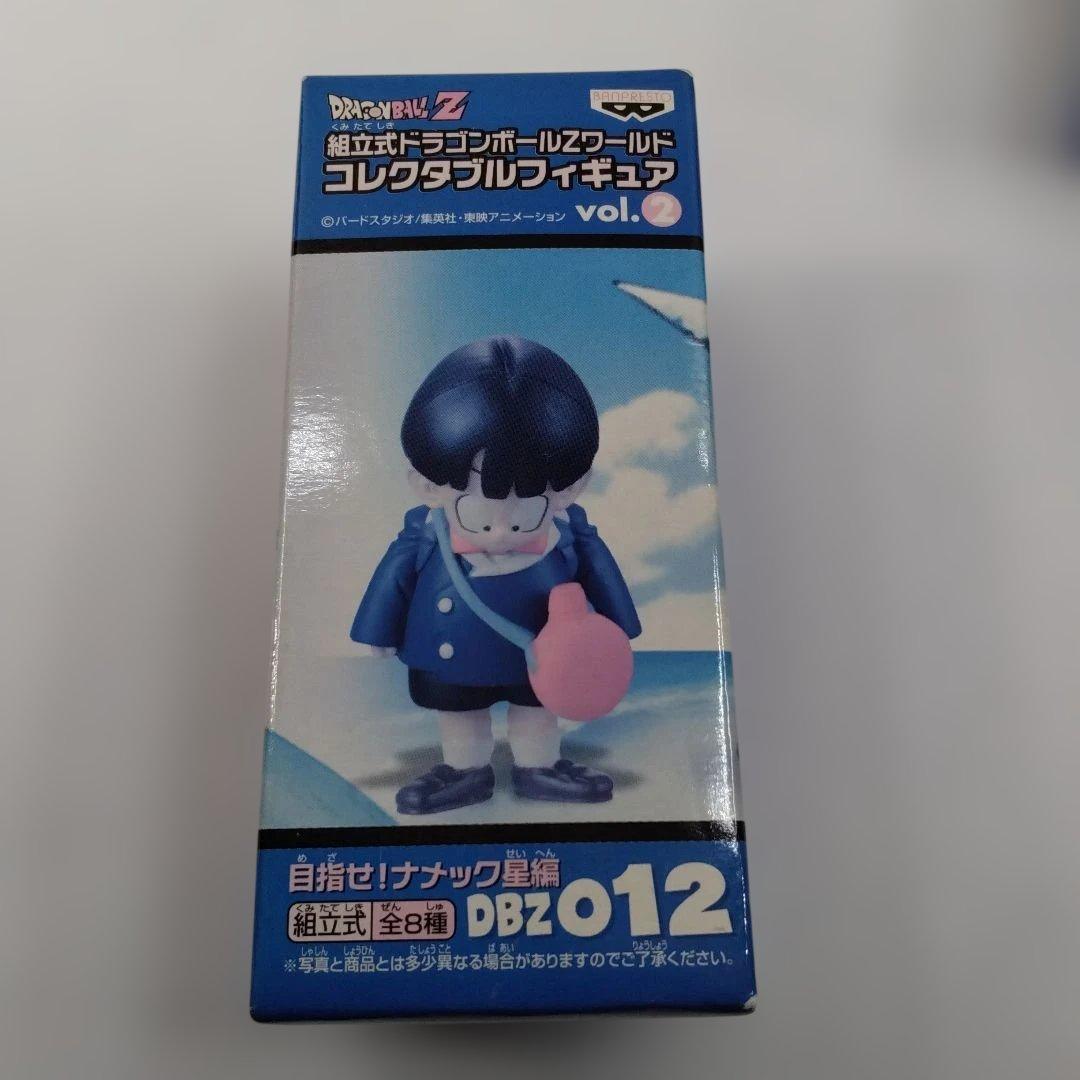 DRAGON BALL Z
BANPRESTO
くみ たて しき
組立式ドラゴンボールZワールド
コレクタブルフィギュア
©バードスタジオ/集英社・東映アニメーション vol.2
め ざ せい へん
目指せ!ナメック星編
くみ たて しき ぜん しゅ
組立式 全8種 DBZ012
しゃしん しょうひん たしょう こと ば あい りょうしょう
※写真と商品とは多少異なる場合がありますのでご了承ください。